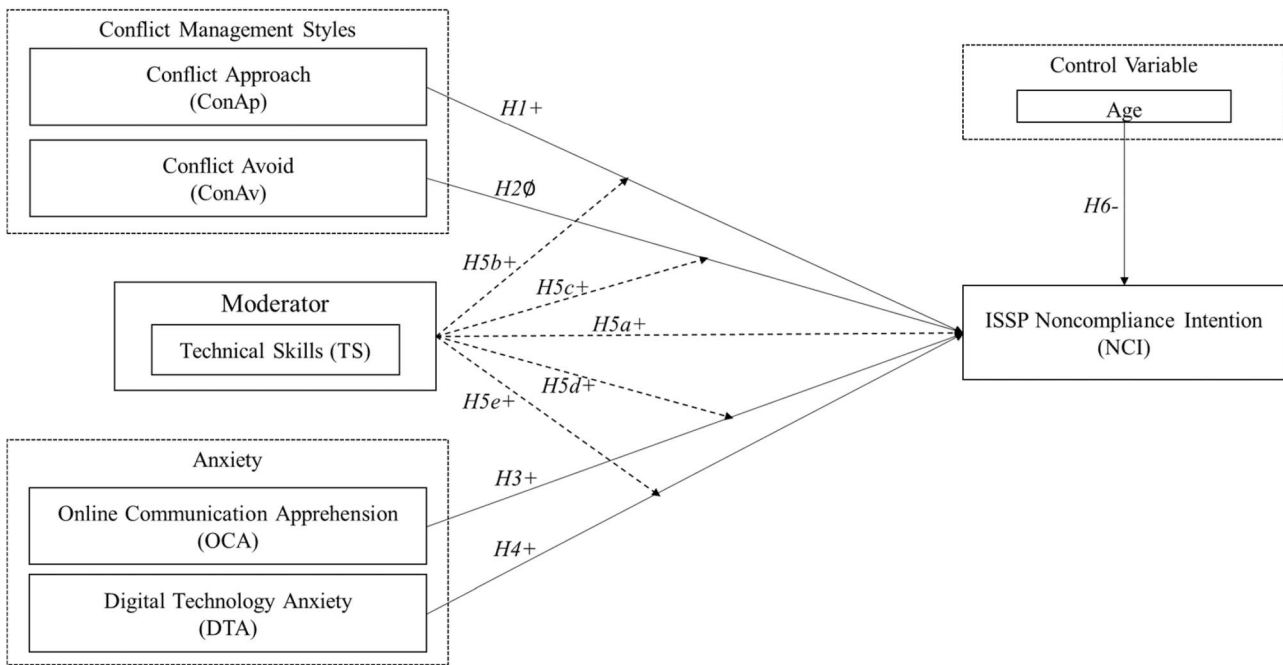 Conflict Management Styles
Conflict Approach
(ConAp)
Conflict Avoid
(ConAv)
Moderator
Technical Skills (TS)
Anxiety
Online Communication Apprehension
(OCA)
Digital Technology Anxiety
(DTA)
H1+
H2∅
H5b+
H5c+
H5a+
H5d+
H5e+
H3+
H4+
Control Variable
Age
H6-
ISSP Noncompliance Intention
(NCI)